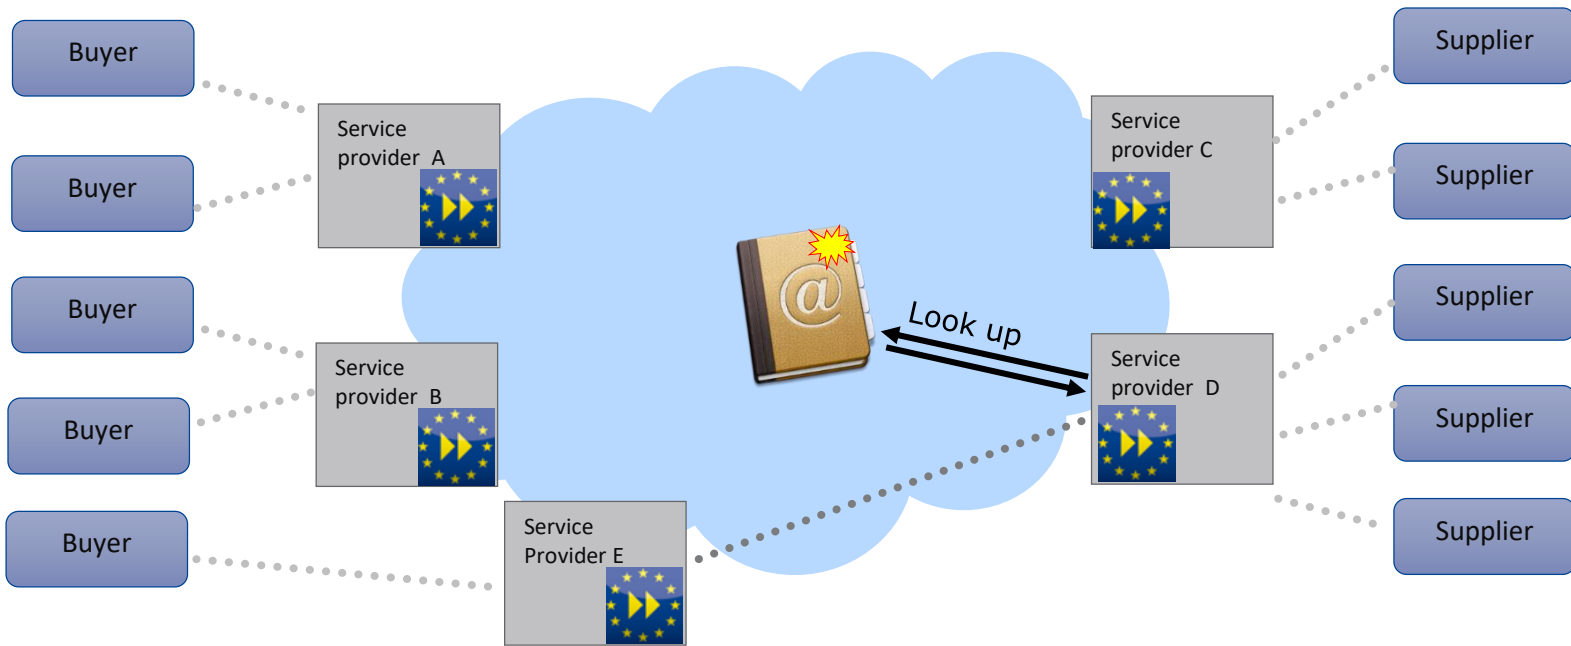 Buyer
Supplier
Service
provider A
Service
provider C
Buyer
Supplier
@
Buyer
Supplier
Look up
Service
provider B
Service
provider D
Buyer
Supplier
Buyer
Service
Provider E
Supplier